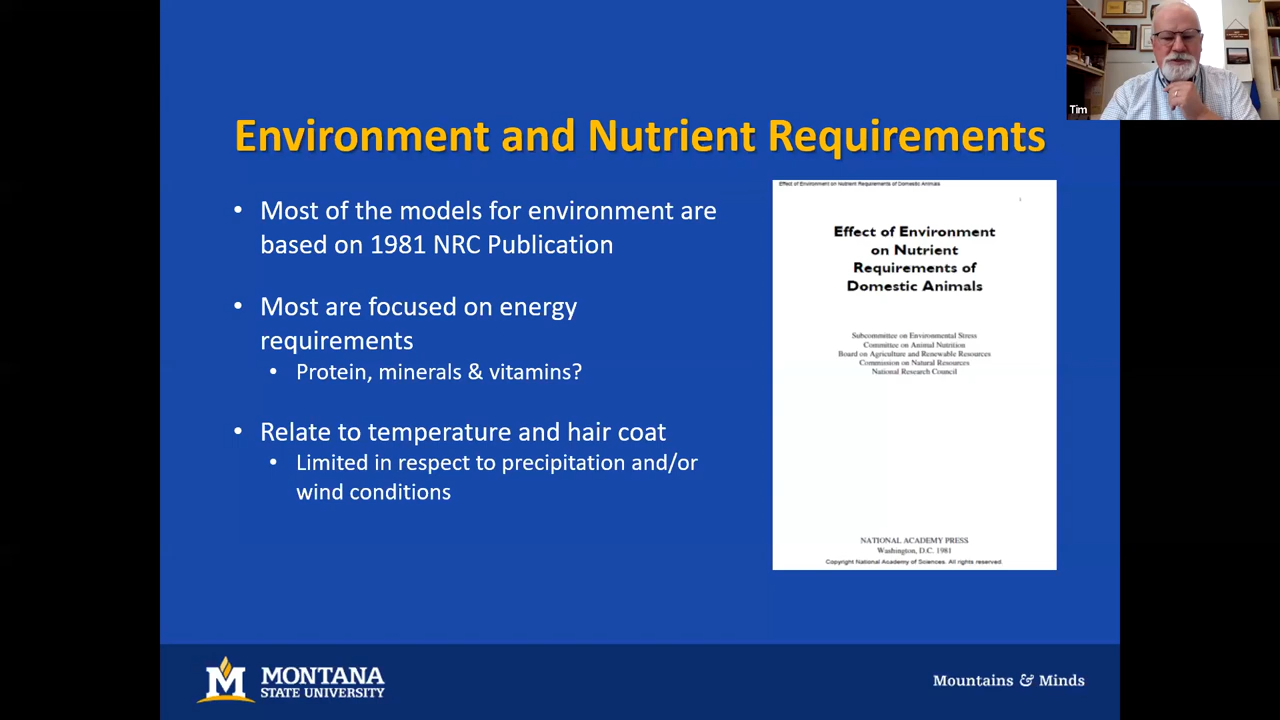 Tim
Environment and Nutrient Requirements
• Most of the models for environment are
based on 1981 NRC Publication
• Most are focused on energy
requirements
• Protein, minerals & vitamins?
• Relate to temperature and hair coat
• Limited in respect to precipitation and/or
wind conditions
Effect of Environment on Nutrient Requirements of Domestic Animals
Effect of Environment
on Nutrient
Requirements of
Domestic Animals
Subcommittee on Environmental Stress
Committee on Animal Nutrition
Board on Agriculture and Renewable Resources
Commission on Natural Resources
National Research Council
NATIONAL ACADEMY PRESS
Washington, D.C. 1981
Copyright National Academy of Sciences. All rights reserved.
M MONTANA
STATE UNIVERSITY
Mountains & Minds